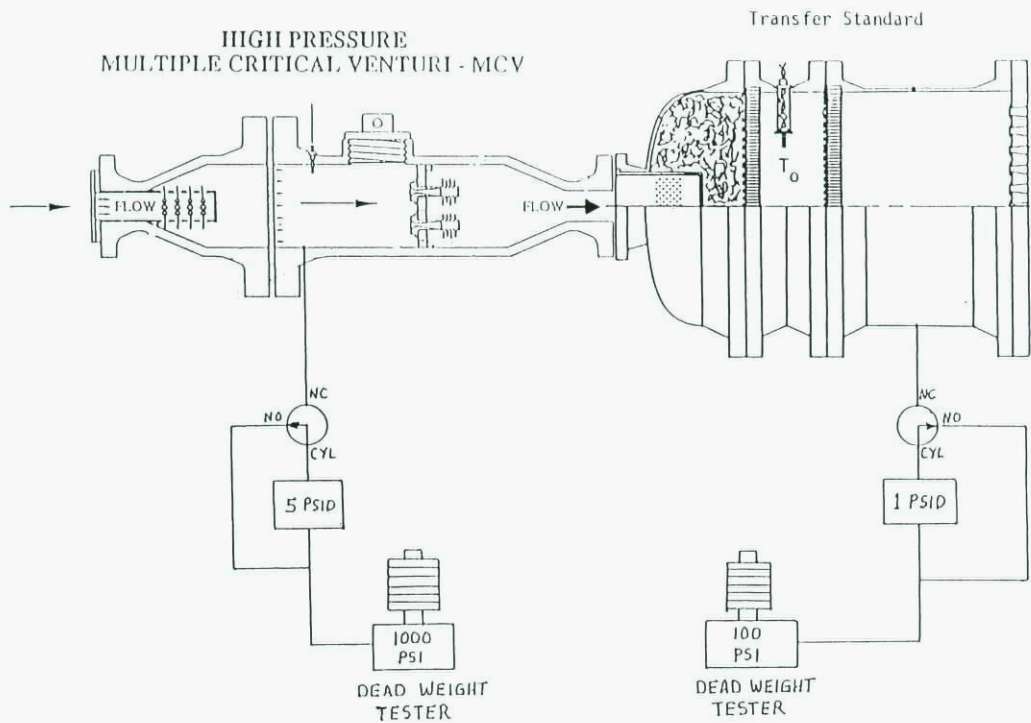 Transfer Standard
HIGH PRESSURE
MULTIPLE CRITICAL VENTURI - MCV
FLOW
FLOW
To
NC
NO
CYL
5 PSID
1000
PSI
DEAD WEIGHT
TESTER
NC
NO
CYL
1 PSID
100
PSI
DEAD WEIGHT
TESTER